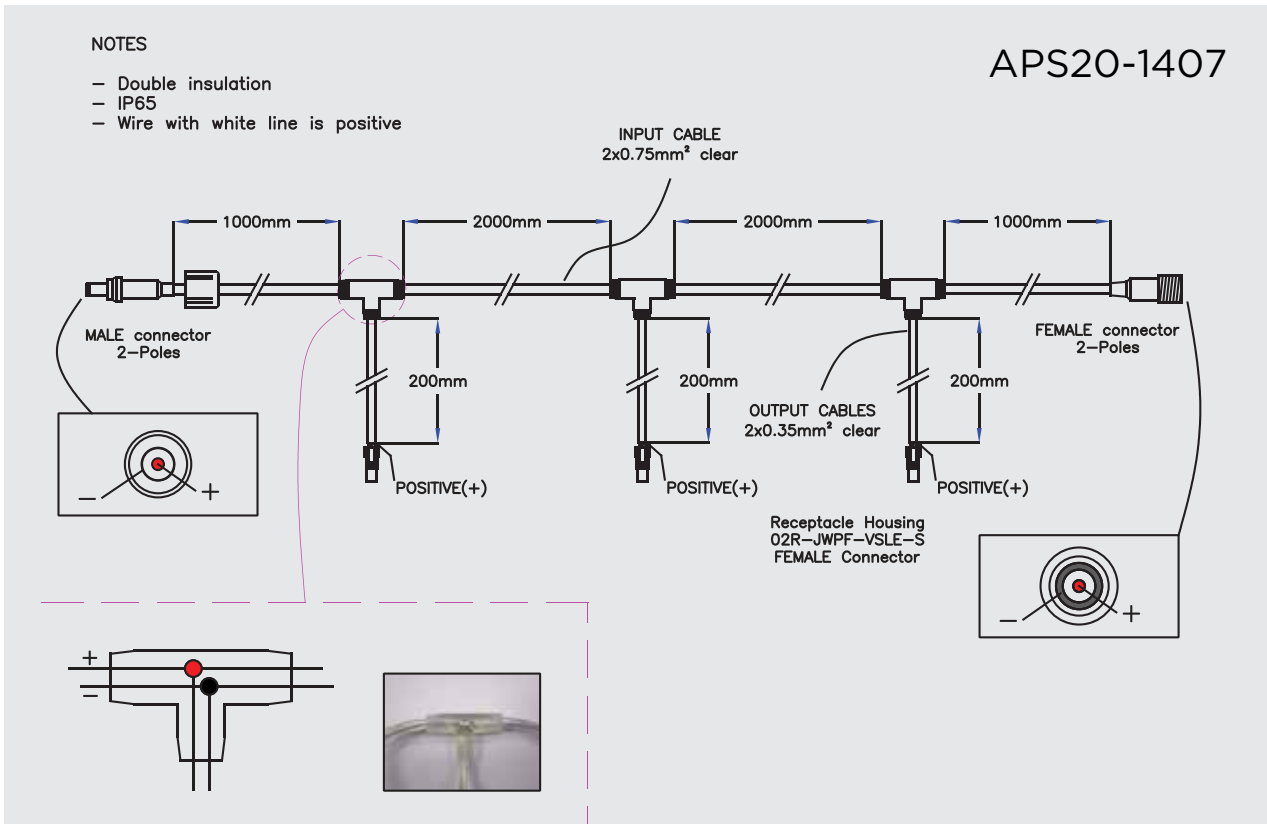 NOTES
APS20-1407
– Double insulation
– IP65
– Wire with white line is positive
INPUT CABLE
2x0.75mm² clear
1000mm
2000mm
2000mm
1000mm
MALE connector
2–Poles
FEMALE connector
2–Poles
200mm
200mm
200mm
OUTPUT CABLES
2x0.35mm² clear
– +
POSITIVE(+)
POSITIVE(+)
POSITIVE(+)
Receptacle Housing
02R–JWPF–VSLE–S
FEMALE Connector
– +
+
–